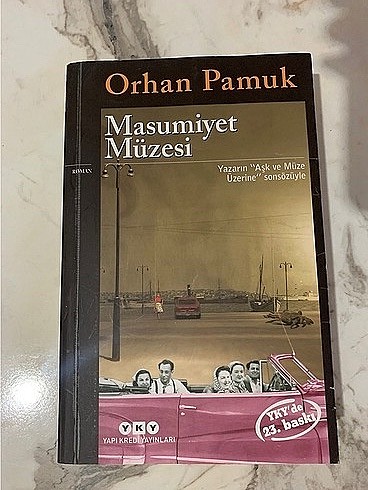 Orhan Pamuk
Masumiyet
Müzesi
ROMAN
Yazarın "Aşk ve Müze
Üzerine" sonsözüyle
YKY'de
23. baskı
YKY
YAPI KREDİ YAYINLARI